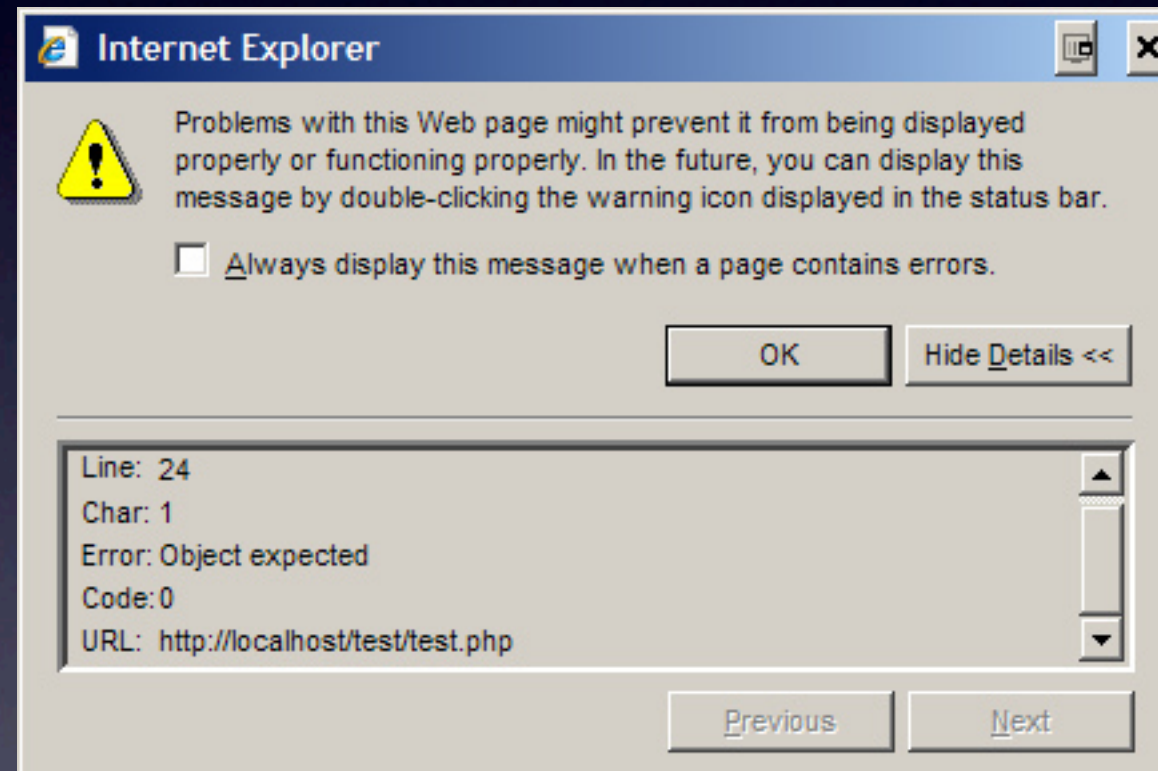 Internet Explorer
Problems with this Web page might prevent it from being displayed
properly or functioning properly. In the future, you can display this
message by double-clicking the warning icon displayed in the status bar.
Always display this message when a page contains errors.
OK
Hide Details <<
Line: 24
Char: 1
Error: Object expected
Code: 0
URL: http://localhost/test/test.php
Previous
Next